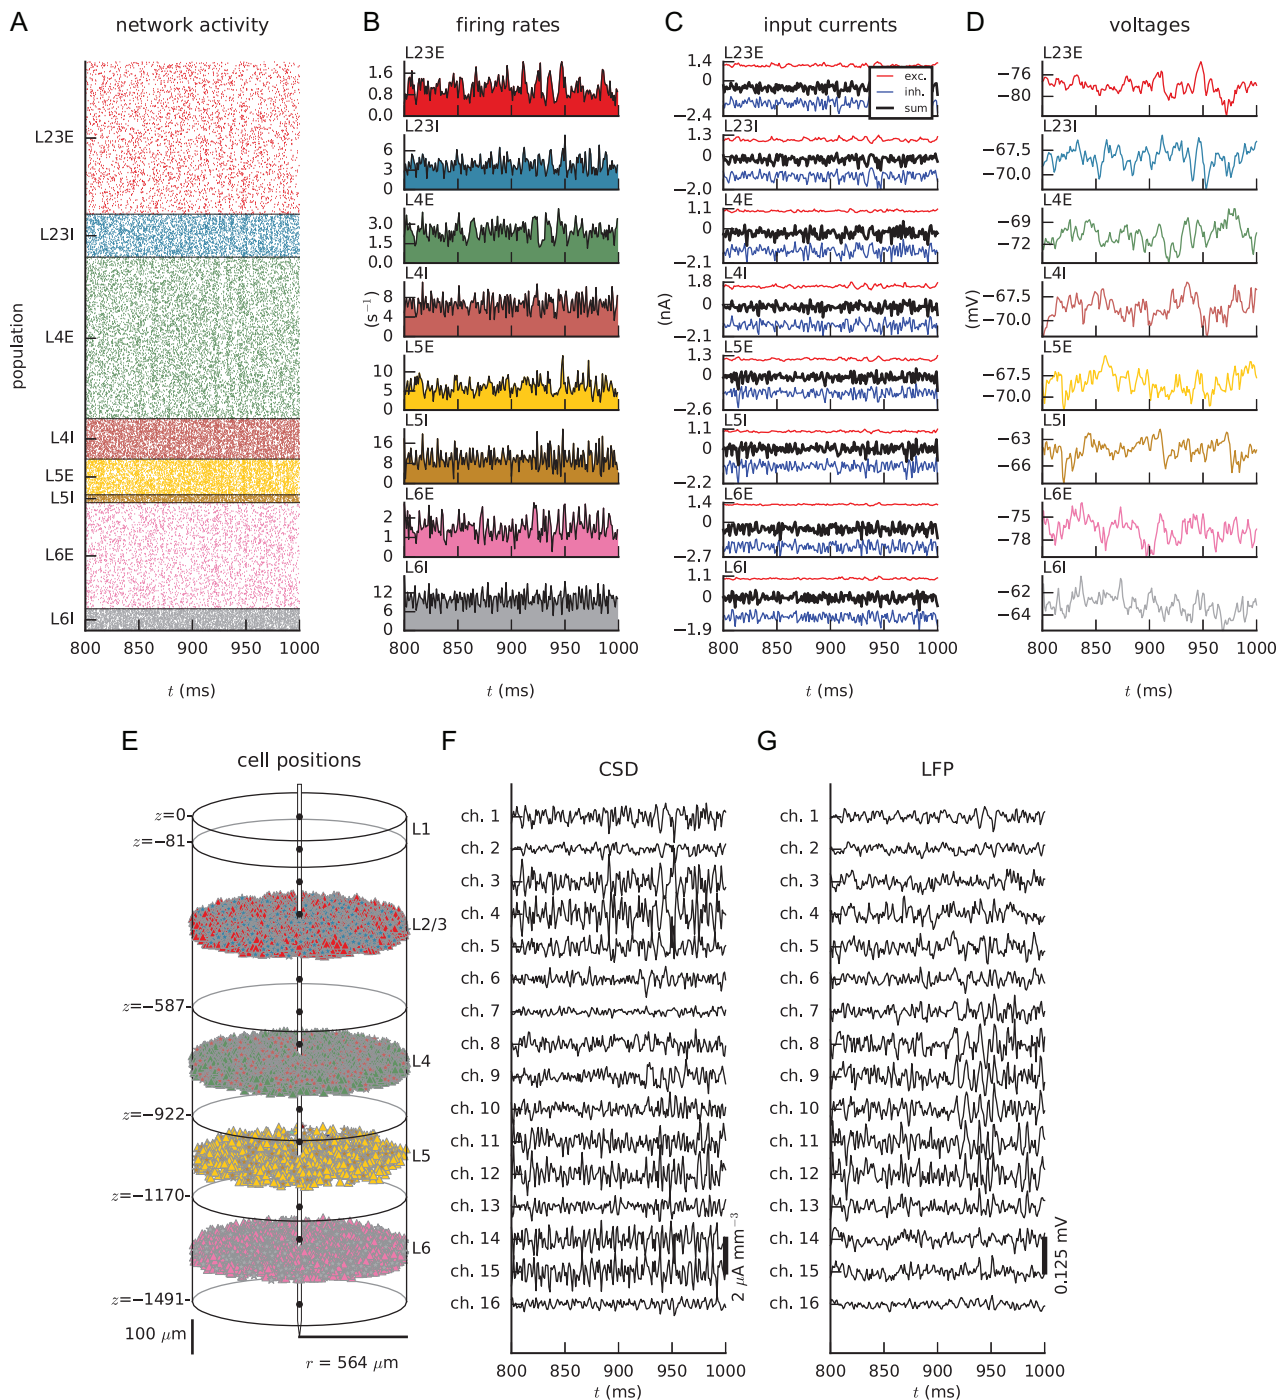 A network activity
population
L23E
L23I
L4E
L4I
L5E
L5I
L6E
L6I
800 850 900 950 1000
t (ms)
B firing rates
(s⁻¹)
L23E
1.6
0.8
0.0
L23I
6
3
0
L4E
3.0
1.5
0.0
L4I
8
4
0
L5E
10
5
0
L5I
16
8
0
L6E
2
1
0
L6I
12
6
0
800 850 900 950 1000
t (ms)
C input currents
(nA)
exc.
inh.
sum
L23E
1.4
0
−2.4
L23I
1.3
0
−2.0
L4E
1.1
0
−2.1
L4I
1.8
0
−2.1
L5E
1.3
0
−2.6
L5I
1.1
0
−2.2
L6E
1.4
0
−2.7
L6I
1.1
0
−1.9
800 850 900 950 1000
t (ms)
D voltages
(mV)
L23E
−76
−80
L23I
−67.5
−70.0
L4E
−69
−72
L4I
−67.5
−70.0
L5E
−67.5
−70.0
L5I
−63
−66
L6E
−75
−78
L6I
−62
−64
800 850 900 950 1000
t (ms)
E cell positions
z=0
z=−81
z=−587
z=−922
z=−1170
z=−1491
L1
L2/3
L4
L5
L6
100 μm
r = 564 μm
F CSD
ch. 1
ch. 2
ch. 3
ch. 4
ch. 5
ch. 6
ch. 7
ch. 8
ch. 9
ch. 10
ch. 11
ch. 12
ch. 13
ch. 14
ch. 15
ch. 16
2 μA mm⁻³
800 850 900 950 1000
t (ms)
G LFP
ch. 1
ch. 2
ch. 3
ch. 4
ch. 5
ch. 6
ch. 7
ch. 8
ch. 9
ch. 10
ch. 11
ch. 12
ch. 13
ch. 14
ch. 15
ch. 16
0.125 mV
800 850 900 950 1000
t (ms)